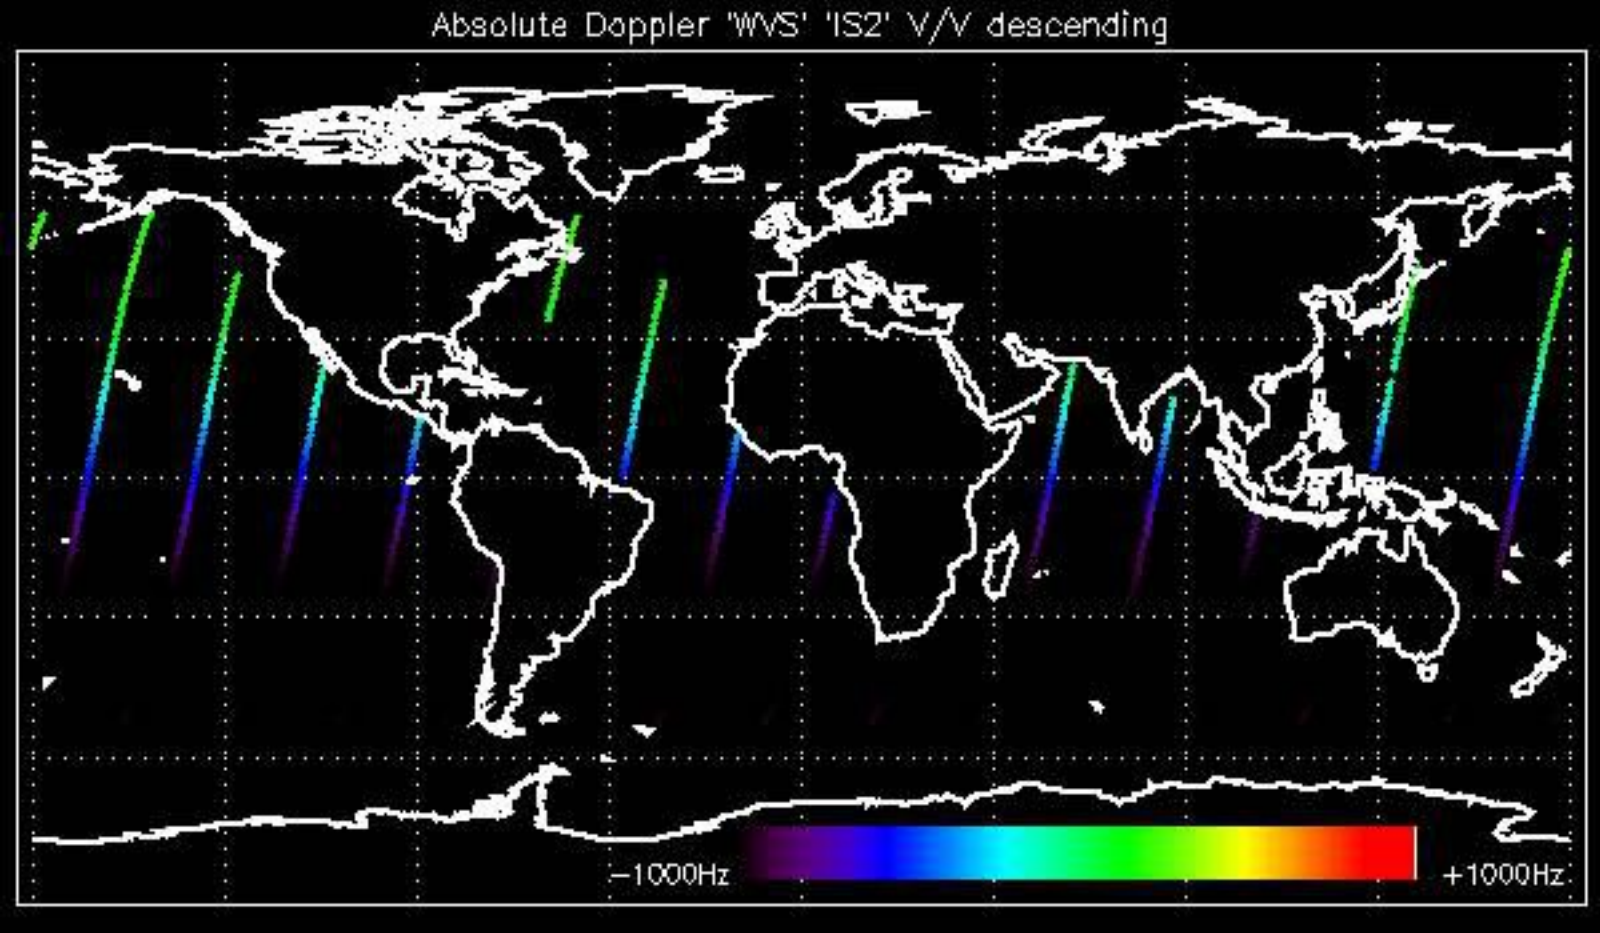 Absolute Doppler 'WVS' 'IS2' V/V descending
−1000Hz
+1000Hz